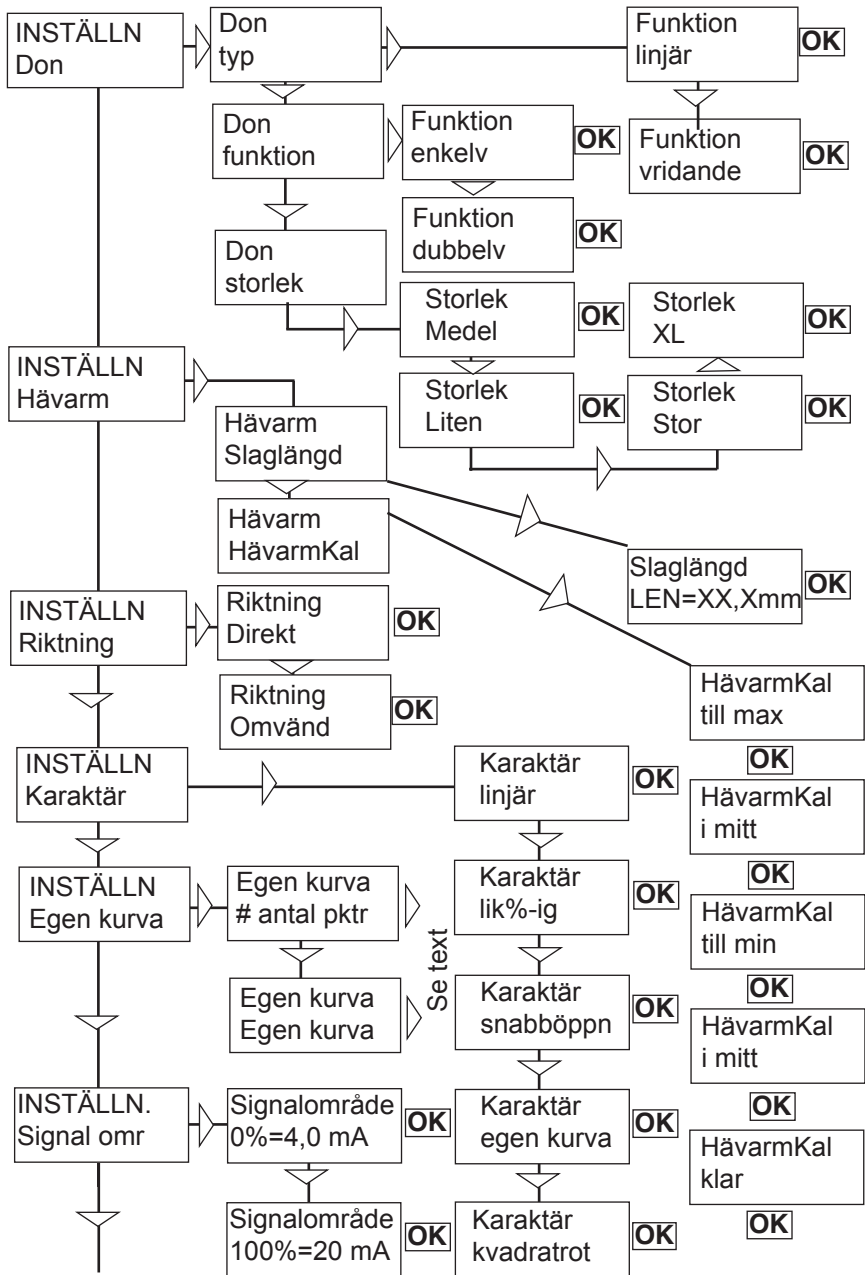 INSTÄLLN
Don
Don
typ
Funktion
linjär
OK
Don
funktion
Funktion
enkelv
OK
Funktion
vridande
OK
Funktion
dubbelv
OK
Don
storlek
Storlek
Medel
OK
Storlek
XL
OK
INSTÄLLN
Hävarm
Storlek
Liten
OK
Storlek
Stor
OK
Hävarm
Slaglängd
Hävarm
HävarmKal
Slaglängd
LEN=XX,Xmm
OK
INSTÄLLN
Riktning
Riktning
Direkt
OK
Riktning
Omvänd
OK
HävarmKal
till max
OK
INSTÄLLN
Karaktär
Karaktär
linjär
OK
HävarmKal
i mitt
OK
INSTÄLLN
Egen kurva
Egen kurva
# antal pktr
Se text
Karaktär
lik%-ig
OK
HävarmKal
till min
OK
Egen kurva
Egen kurva
Karaktär
snabböppn
OK
HävarmKal
i mitt
OK
INSTÄLLN.
Signal omr
Signalområde
0%=4,0 mA
OK
Karaktär
egen kurva
OK
HävarmKal
klar
OK
Signalområde
100%=20 mA
OK
Karaktär
kvadratrot
OK